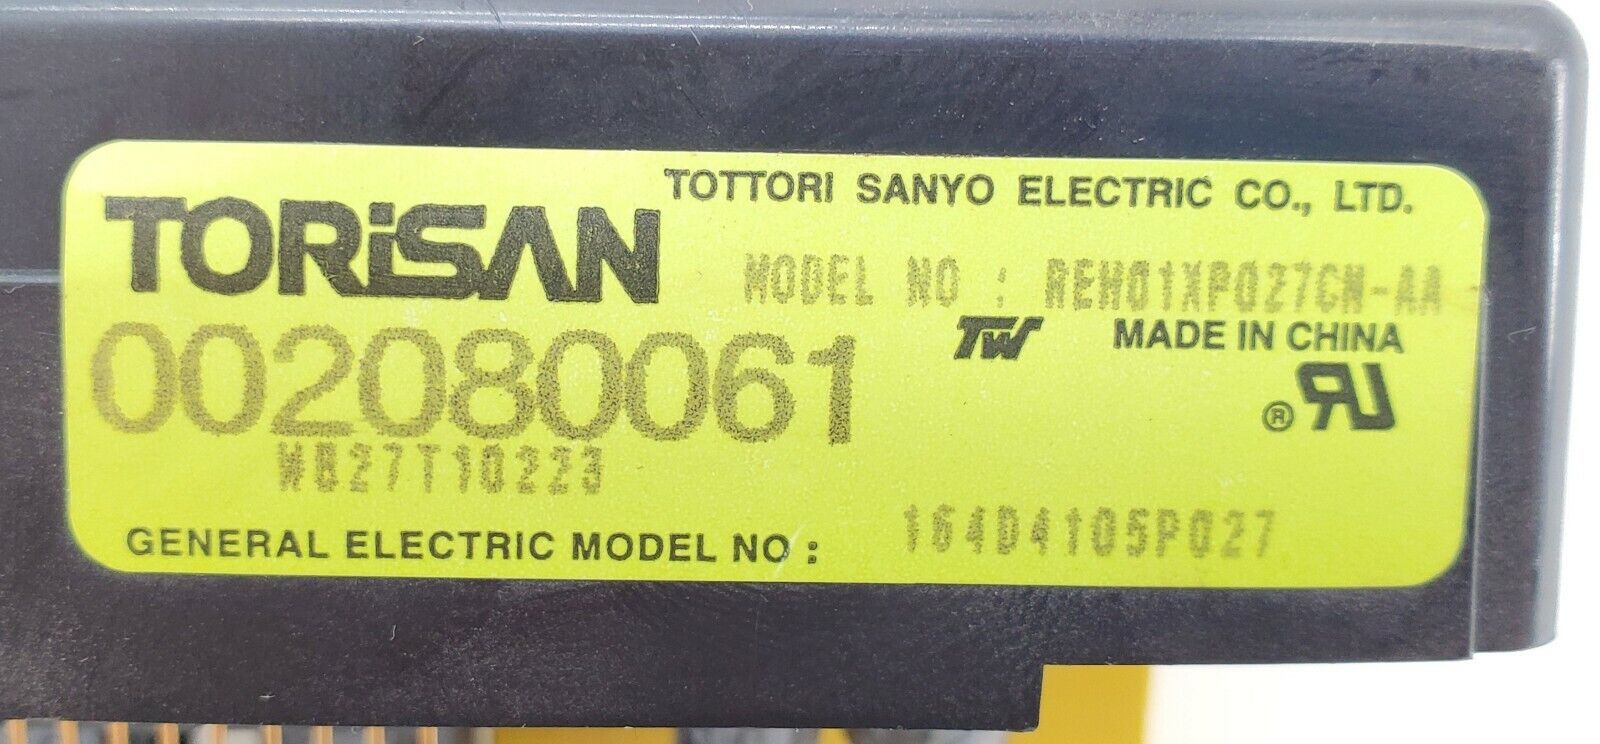 TOTTORI SANYO ELECTRIC CO., LTD.
TORiSAN
MODEL NO : REM01XP027CN-AA
TW MADE IN CHINA
002080061
RU ®
WB27T10223
GENERAL ELECTRIC MODEL NO : 164D4105P027